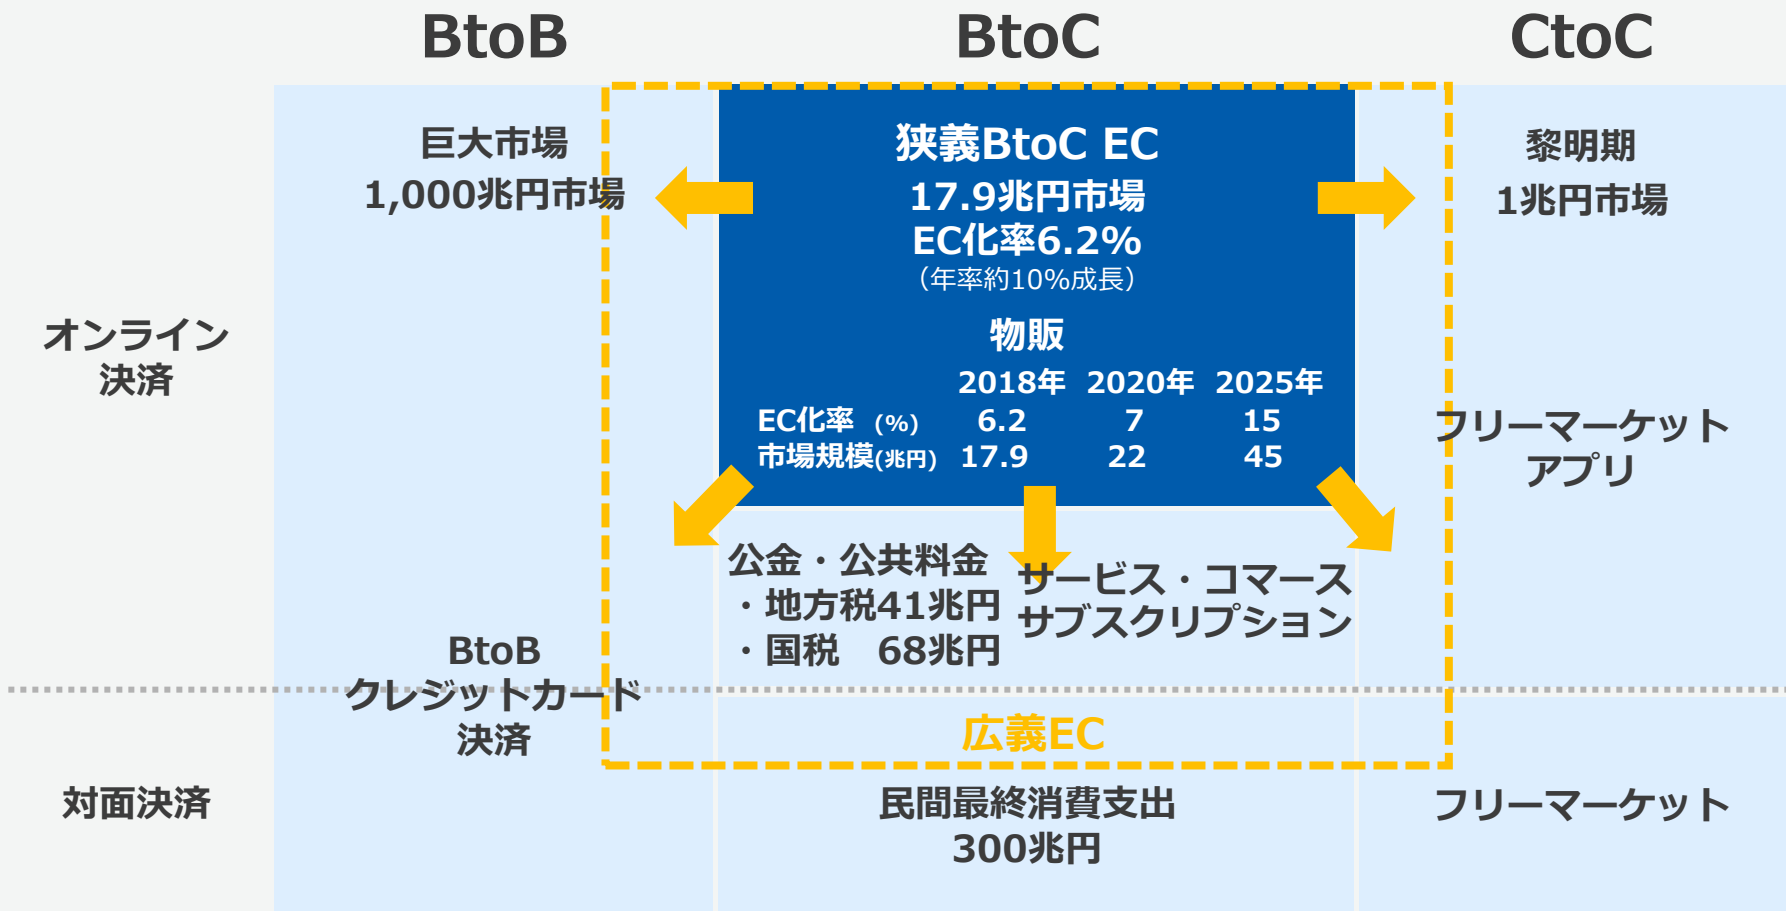 BtoB
BtoC
CtoC
オンライン
決済
対面決済
巨大市場
1,000兆円市場
BtoB
クレジットカード
決済
狭義BtoC EC
17.9兆円市場
EC化率6.2%
（年率約10%成長）
物販
2018年 2020年 2025年
EC化率 (%) 6.2 7 15
市場規模(兆円) 17.9 22 45
公金・公共料金
・地方税41兆円
・国税　68兆円
サービス・コマース
サブスクリプション
広義EC
民間最終消費支出
300兆円
黎明期
1兆円市場
フリーマーケット
アプリ
フリーマーケット